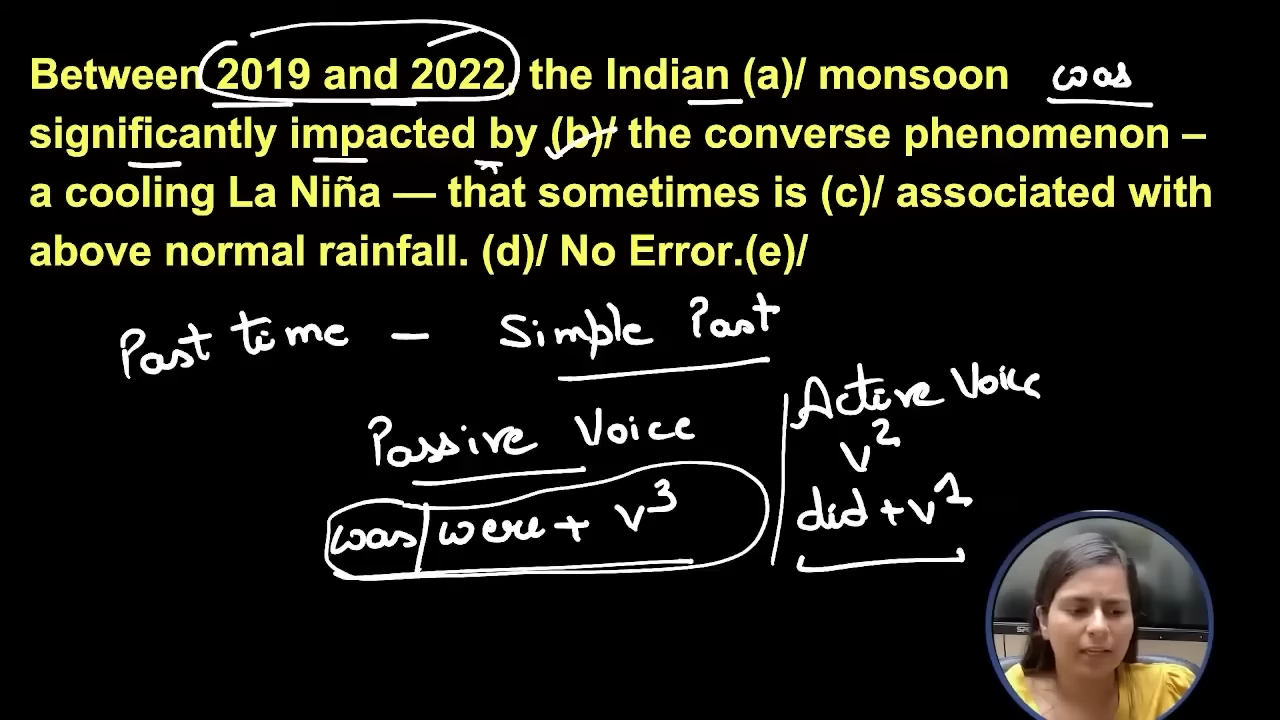 Between 2019 and 2022, the Indian (a)/ monsoon was
significantly impacted by (b)/ the converse phenomenon –
a cooling La Niña — that sometimes is (c)/ associated with
above normal rainfall. (d)/ No Error.(e)/
Past time – Simple Past
Passive Voice
was/were + v3
Active Voice
v2
did + v1